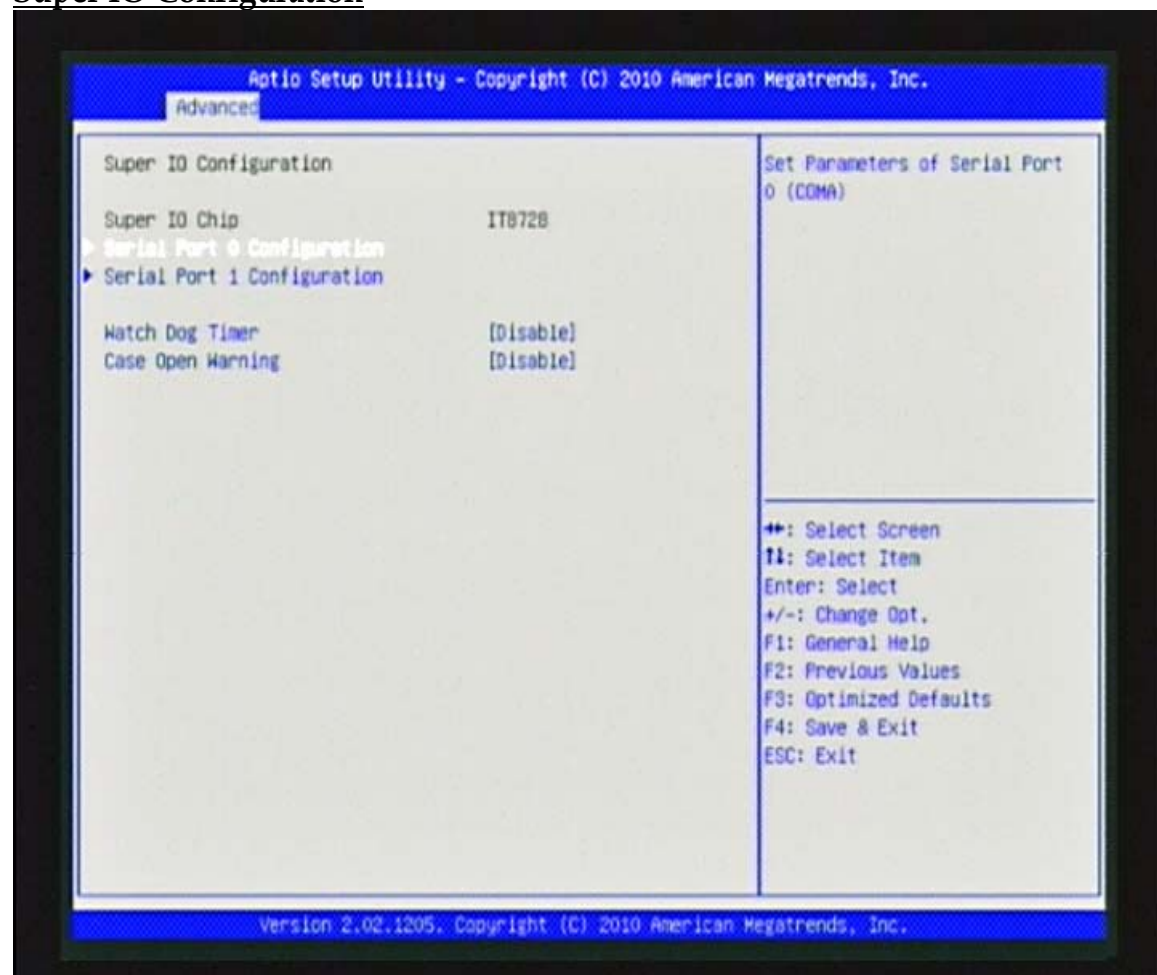 Super IO Configuration
Aptio Setup Utility – Copyright (C) 2010 American Megatrends, Inc.
Advanced
Super IO Configuration
Super IO Chip IT8728
Serial Port 0 Configuration
Serial Port 1 Configuration
Watch Dog Timer [Disable]
Case Open Warning [Disable]
Set Parameters of Serial Port
0 (COMA)
→←: Select Screen
↑↓: Select Item
Enter: Select
+/-: Change Opt.
F1: General Help
F2: Previous Values
F3: Optimized Defaults
F4: Save & Exit
ESC: Exit
Version 2.02.1205. Copyright (C) 2010 American Megatrends, Inc.